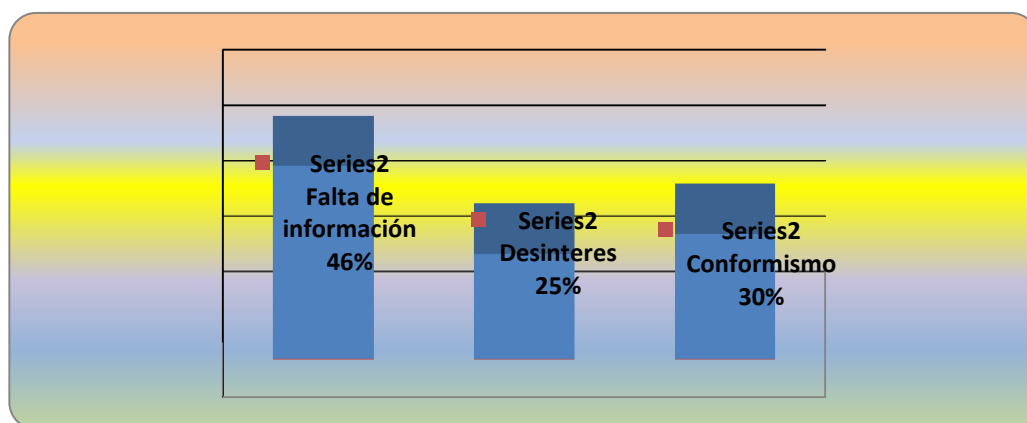 Series2
Falta de
información
46%
Series2
Desinteres
25%
Series2
Conformismo
30%